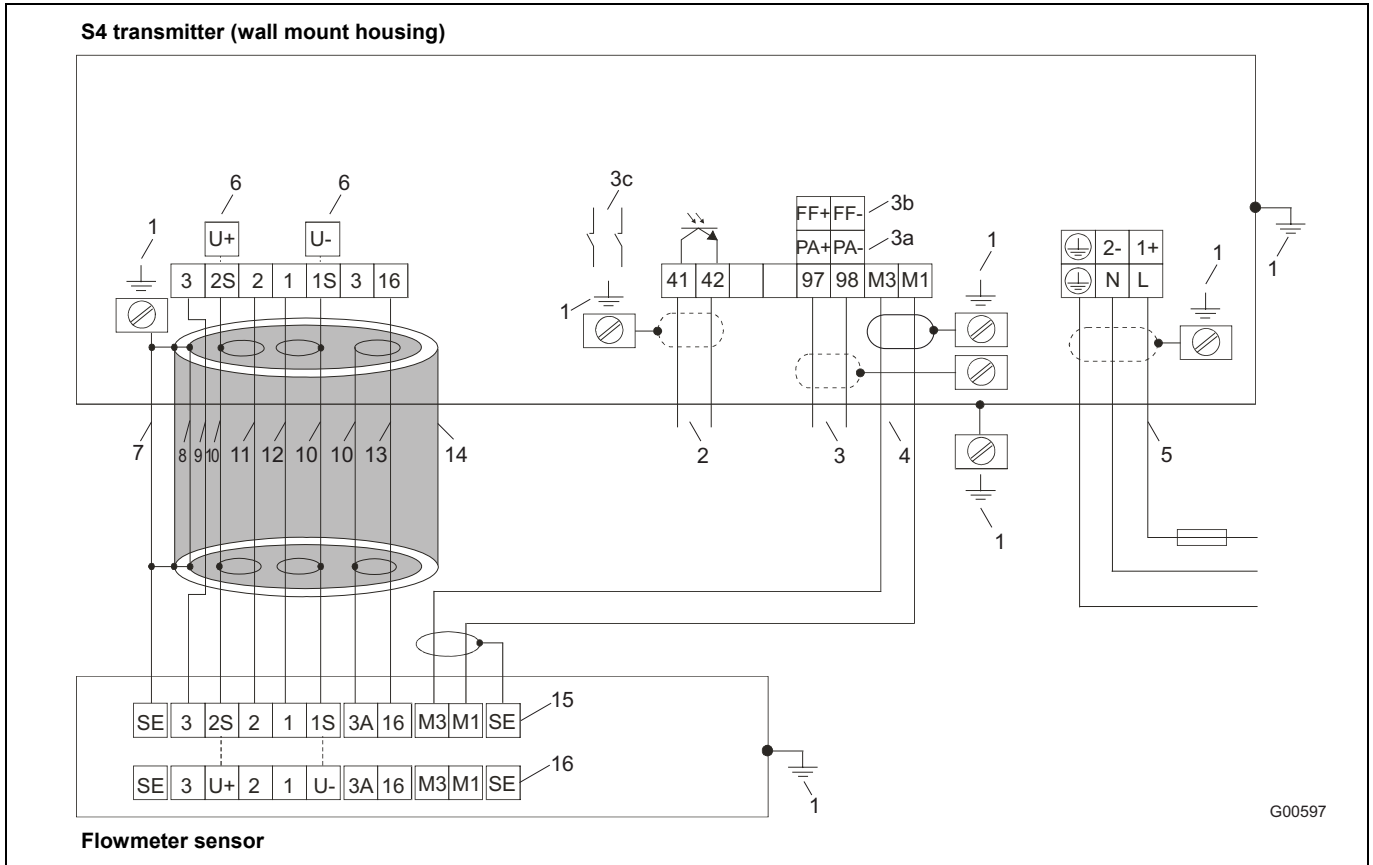 S4 transmitter (wall mount housing)
3c
6 6
FF+ FF- 3b
1 U+ U- PA+ PA- 3a 1 2- 1+ 1 1
3 2S 2 1 1S 3 16 41 42 97 98 M3 M1 N L
1
7 8 9 10 11 12 10 10 13 14 2 3 4 5
1
SE 3 2S 2 1 1S 3A 16 M3 M1 SE 15
SE 3 U+ 2 1 U- 3A 16 M3 M1 SE 16
1
G00597
Flowmeter sensor